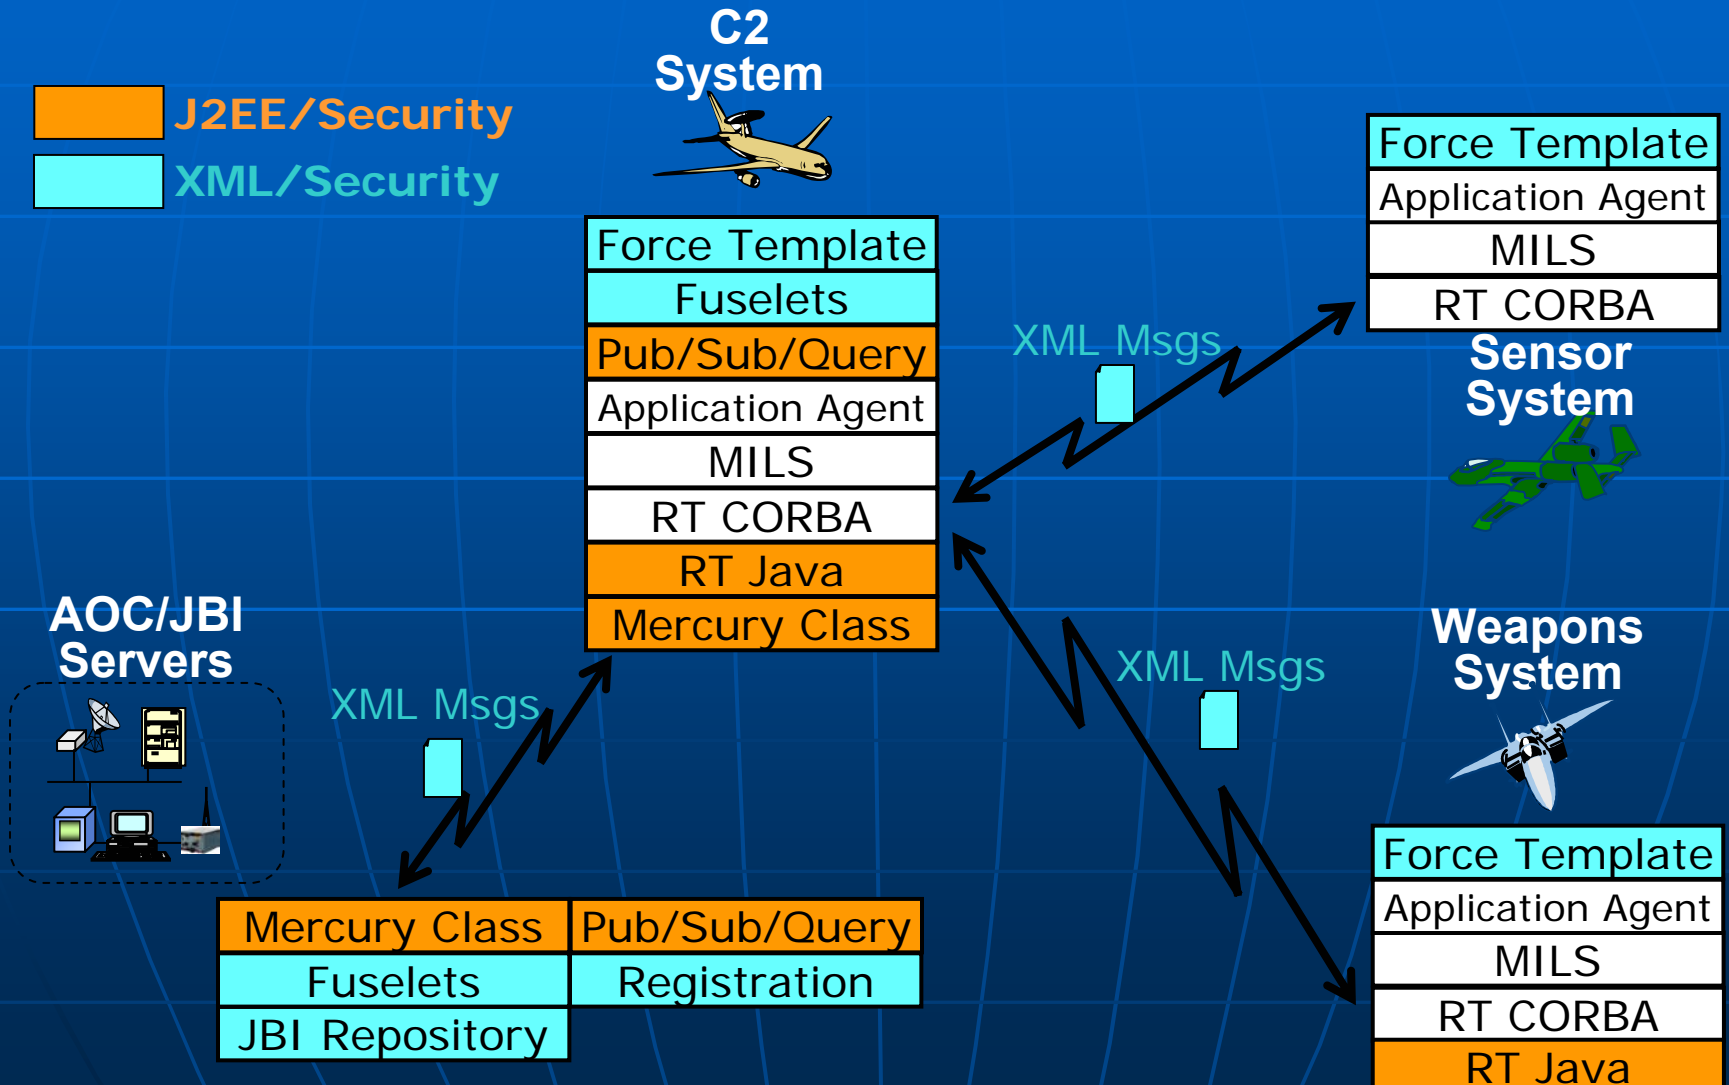 C2
System
J2EE/Security
XML/Security
Force Template
Fuselets
Pub/Sub/Query
Application Agent
MILS
RT CORBA
RT Java
Mercury Class
XML Msgs
Force Template
Application Agent
MILS
RT CORBA
Sensor
System
AOC/JBI
Servers
XML Msgs
XML Msgs
Weapons
System
Force Template
Application Agent
MILS
RT CORBA
RT Java
Mercury Class
Pub/Sub/Query
Fuselets
Registration
JBI Repository